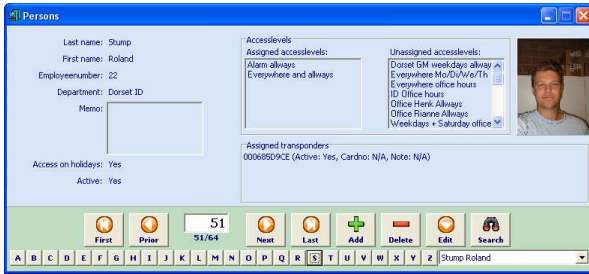 Persons
Last name: Stump
First name: Roland
Employeenumber: 22
Department: Dorset ID
Memo:
Access on holidays: Yes
Active: Yes
Accesslevels
Assigned accesslevels:
Alarm allways
Everywhere and allways
Unassigned accesslevels:
Dorset GM weekdays allway
Everywhere Mo/Di/We/Th
Everywhere office hours
ID Office hours
Office Henk Allways
Office Rianne Allways
Weekdays + Saturday office
Assigned transponders
000685D9CE (Active: Yes, Cardno: N/A, Note: N/A)
First
Prior
51
51/64
Next
Last
Add
Delete
Edit
Search
A B C D E F G H I J K L M N O P Q R S T U V W X Y Z Stump Roland